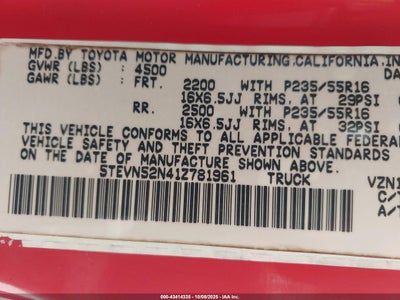 MFD.BY TOYOTA MOTOR MANUFACTURING.CALIFORNIA.IN
DA
GVWR (LBS): 4500
GAWR (LBS): FRT. 2200 WITH P235/55R16
16X6.5JJ RIMS, AT 29PSI
RR. 2500 WITH P235/55R16
16X6.5JJ RIMS, AT 32PSI
THIS VEHICLE CONFORMS TO ALL APPLICABLE FEDERAL
VEHICLE SAFETY AND THEFT PREVENTION STANDARDS
ON THE DATE OF MANUFACTURE SHOWN ABOVE.
5TEVN52N41Z781961 TRUCK
VZN1
C/T
A/T
000-43414335 - 10/09/2025 - IAA, Inc.